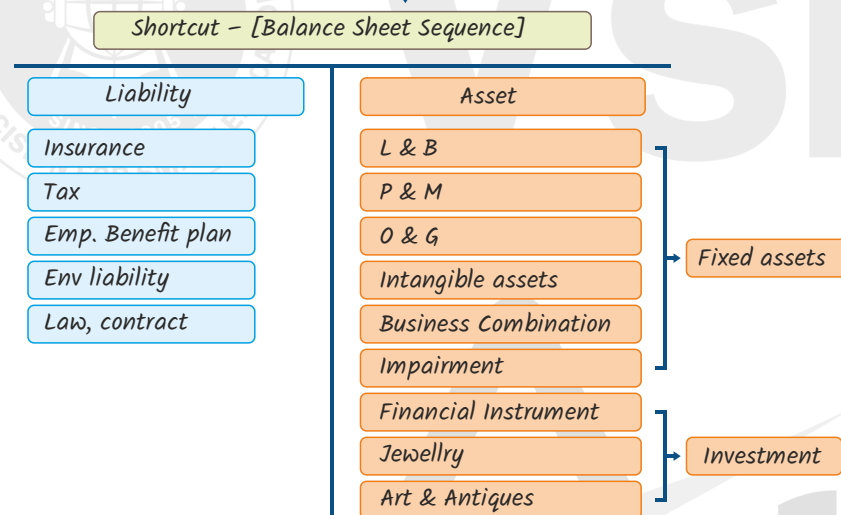 Shortcut – [Balance Sheet Sequence]
Liability
Insurance
Tax
Emp. Benefit plan
Env liability
Law, contract
Asset
L & B
P & M
O & G
Intangible assets
Business Combination
Impairment
Financial Instrument
Jewellry
Art & Antiques
Fixed assets
Investment